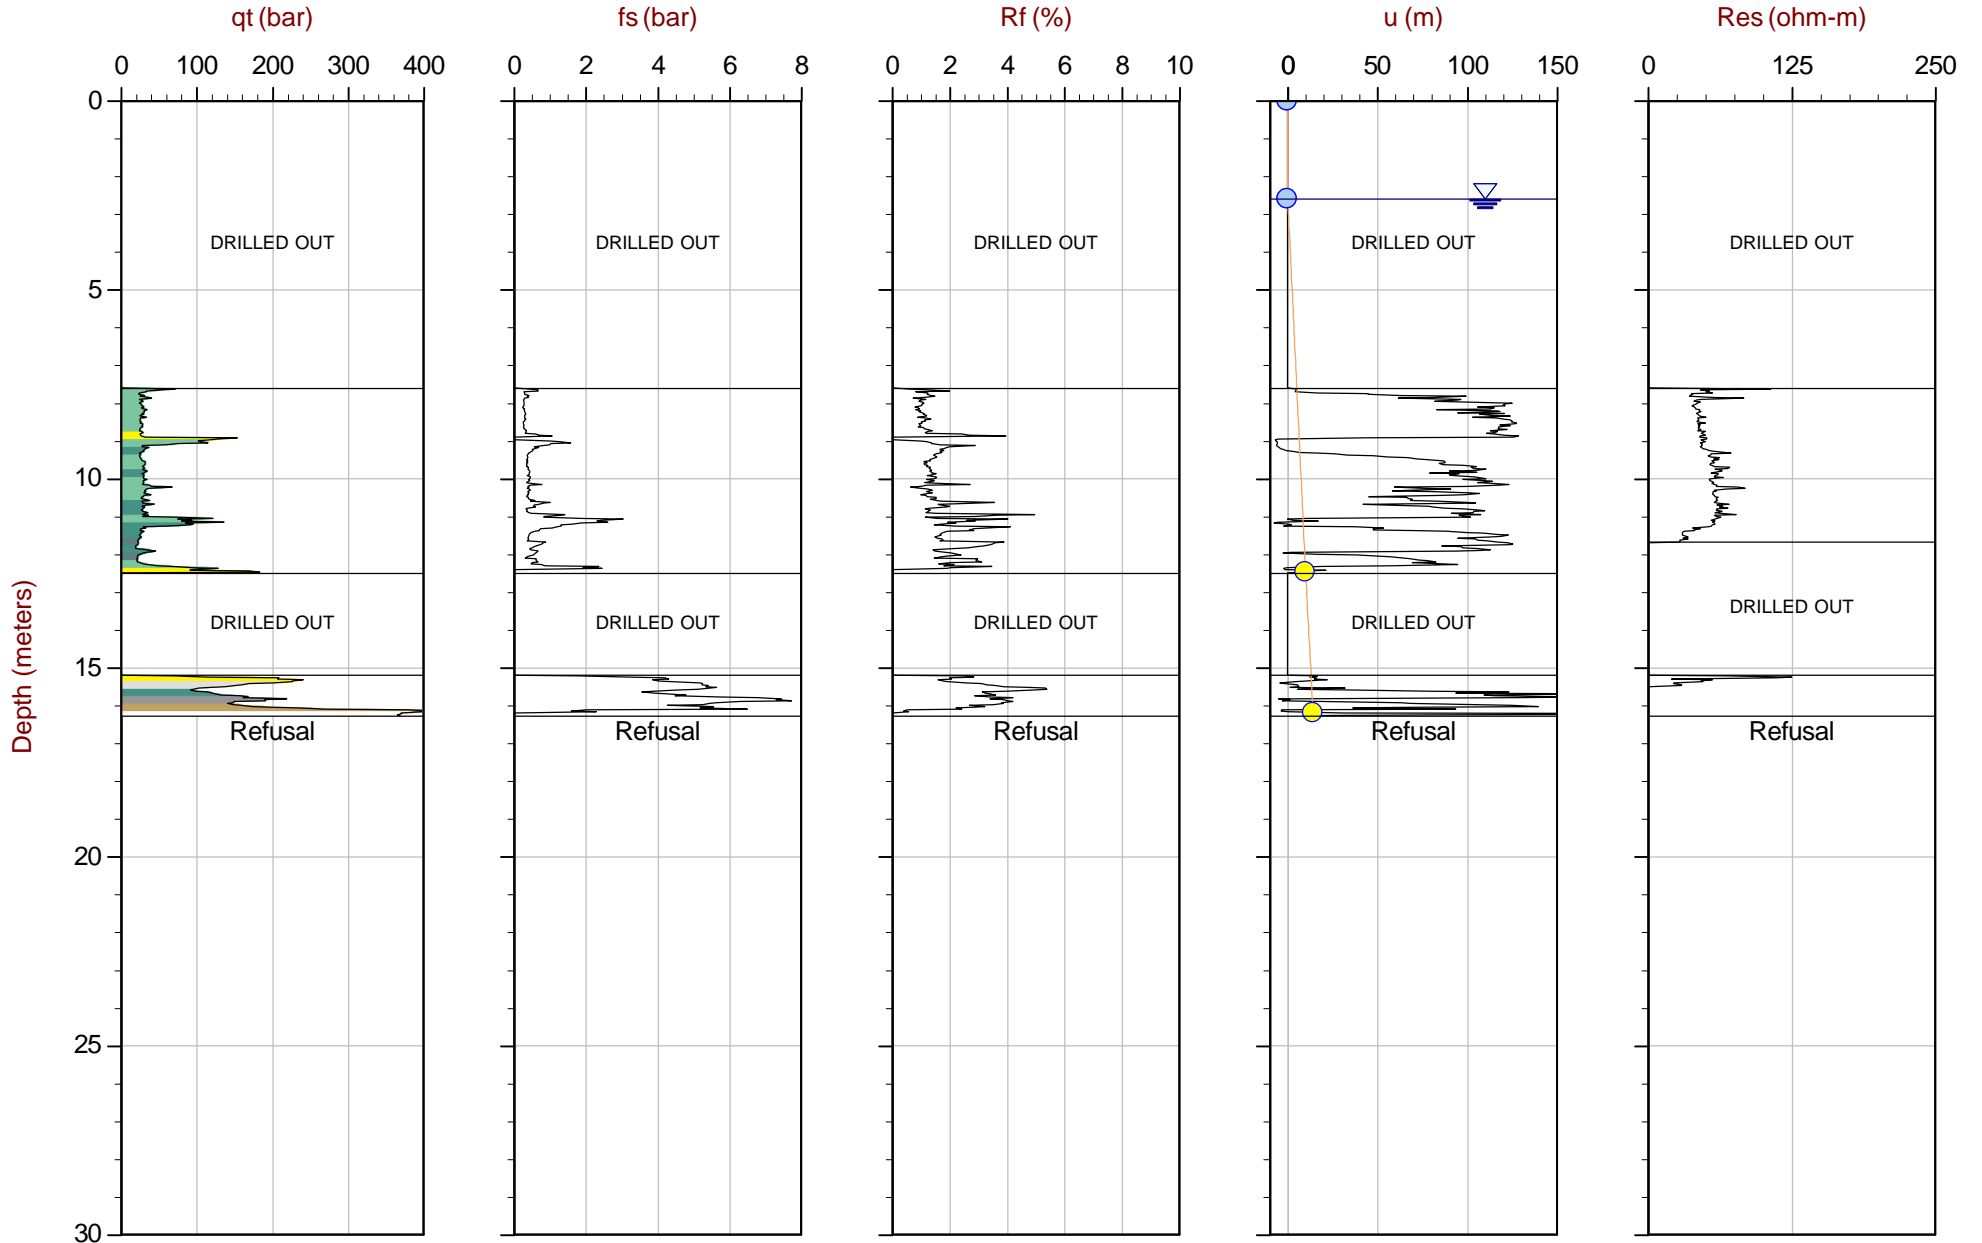 qt (bar) fs (bar) Rf (%) u (m) Res (ohm-m)
0 100 200 300 400 0 2 4 6 8 0 2 4 6 8 10 0 50 100 150 0 125 250
0
DRILLED OUT DRILLED OUT DRILLED OUT DRILLED OUT DRILLED OUT
5
10
Depth (meters)
DRILLED OUT DRILLED OUT DRILLED OUT DRILLED OUT DRILLED OUT
15
Refusal Refusal Refusal Refusal Refusal
20
25
30